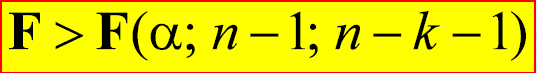 F > F(α; n − 1; n − k − 1)